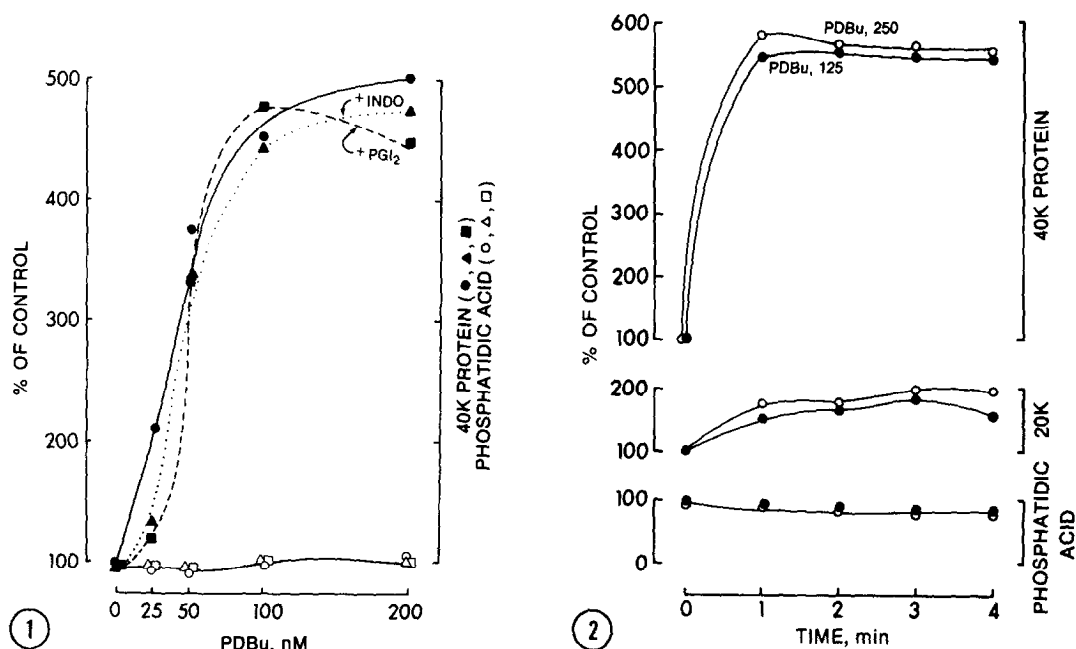 500
400
300
200
100
% OF CONTROL
+ INDO
+ PGI2
40K PROTEIN (●, ▲, ■)
PHOSPHATIDIC ACID (○, △, □)
0 25 50 100 200
PDBu, nM
1
600
500
400
300
200
100
200
100
100
0
% OF CONTROL
PDBu, 250
PDBu, 125
40K PROTEIN
20K
PHOSPHATIDIC
ACID
0 1 2 3 4
TIME, min
2